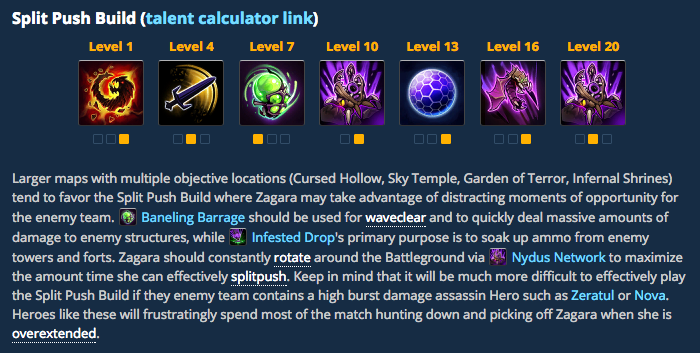 Split Push Build (talent calculator link)
Level 1 Level 4 Level 7 Level 10 Level 13 Level 16 Level 20
Larger maps with multiple objective locations (Cursed Hollow, Sky Temple, Garden of Terror, Infernal Shrines)
tend to favor the Split Push Build where Zagara may take advantage of distracting moments of opportunity for
the enemy team. Baneling Barrage should be used for waveclear and to quickly deal massive amounts of
damage to enemy structures, while Infested Drop's primary purpose is to soak up ammo from enemy
towers and forts. Zagara should constantly rotate around the Battleground via Nydus Network to maximize
the amount time she can effectively splitpush. Keep in mind that it will be much more difficult to effectively play
the Split Push Build if they enemy team contains a high burst damage assassin Hero such as Zeratul or Nova.
Heroes like these will frustratingly spend most of the match hunting down and picking off Zagara when she is
overextended.